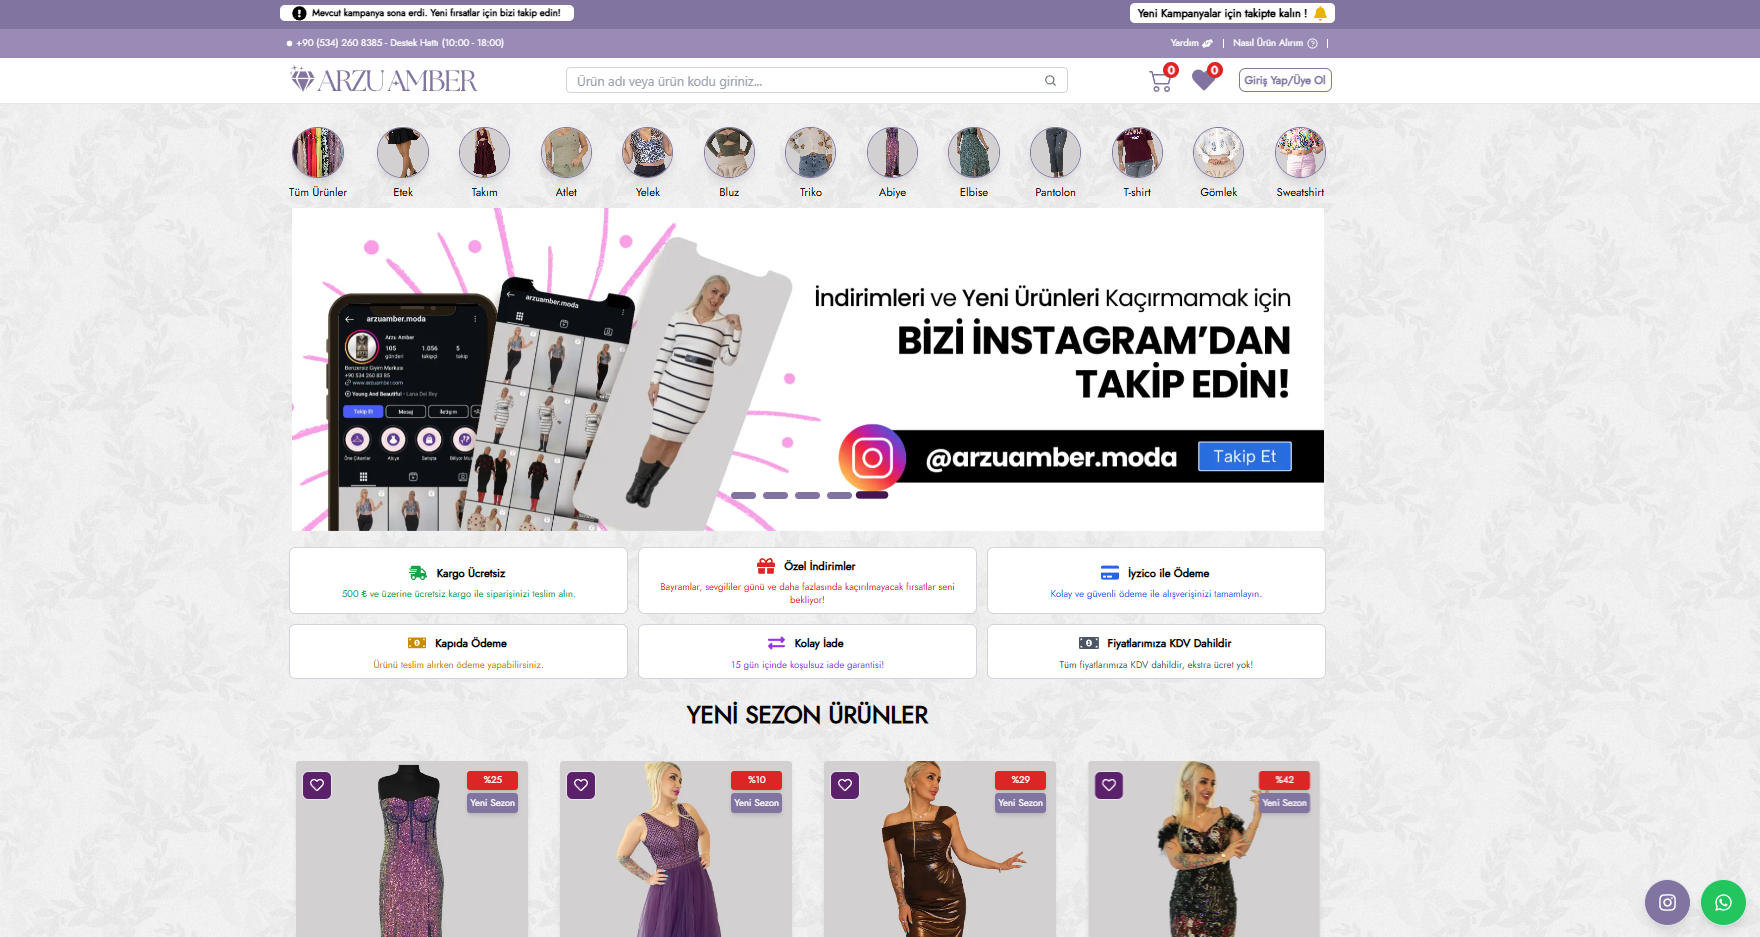 Mevcut kampanya sona erdi. Yeni fırsatlar için bizi takip edin!
Yeni Kampanyalar için takipte kalın !
+90 (534) 260 8385 - Destek Hattı (10:00 - 18:00)
Yardım
Nasıl Ürün Alırım
ARZU AMBER
Ürün adı veya ürün kodu giriniz...
0
0
Giriş Yap/Üye Ol
Tüm Ürünler
Etek
Takım
Atlet
Yelek
Bluz
Triko
Abiye
Elbise
Pantolon
T-shirt
Gömlek
Sweatshirt
arzuamber.moda
Arzu Amber
105
1.056
5
gönderi
takipçi
takip
Benzersiz Giyim Markası
+90 534 260 83 85
www.arzuamber.com
Young And Beautiful · Lana Del Rey
Takip Et
Mesaj
İletişim
Öne Çıkanlar
Abiye
Satışta
arzuamber.moda
İndirimleri ve Yeni Ürünleri Kaçırmamak için
BİZİ İNSTAGRAM'DAN
TAKİP EDİN!
@arzuamber.moda
Takip Et
Kargo Ücretsiz
500 ₺ ve üzerine ücretsiz kargo ile siparişinizi teslim alın.
Özel İndirimler
Bayramlar, sevgililer günü ve daha fazlasında kaçırılmayacak fırsatlar seni
bekliyor!
İyzico ile Ödeme
Kolay ve güvenli ödeme ile alışverişinizi tamamlayın.
Kapıda Ödeme
Ürünü teslim alırken ödeme yapabilirsiniz.
Kolay İade
15 gün içinde koşulsuz iade garantisi!
Fiyatlarımıza KDV Dahildir
Tüm fiyatlarımıza KDV dahildir, ekstra ücret yok!
YENİ SEZON ÜRÜNLER
%25
Yeni Sezon
%10
Yeni Sezon
%29
Yeni Sezon
%42
Yeni Sezon